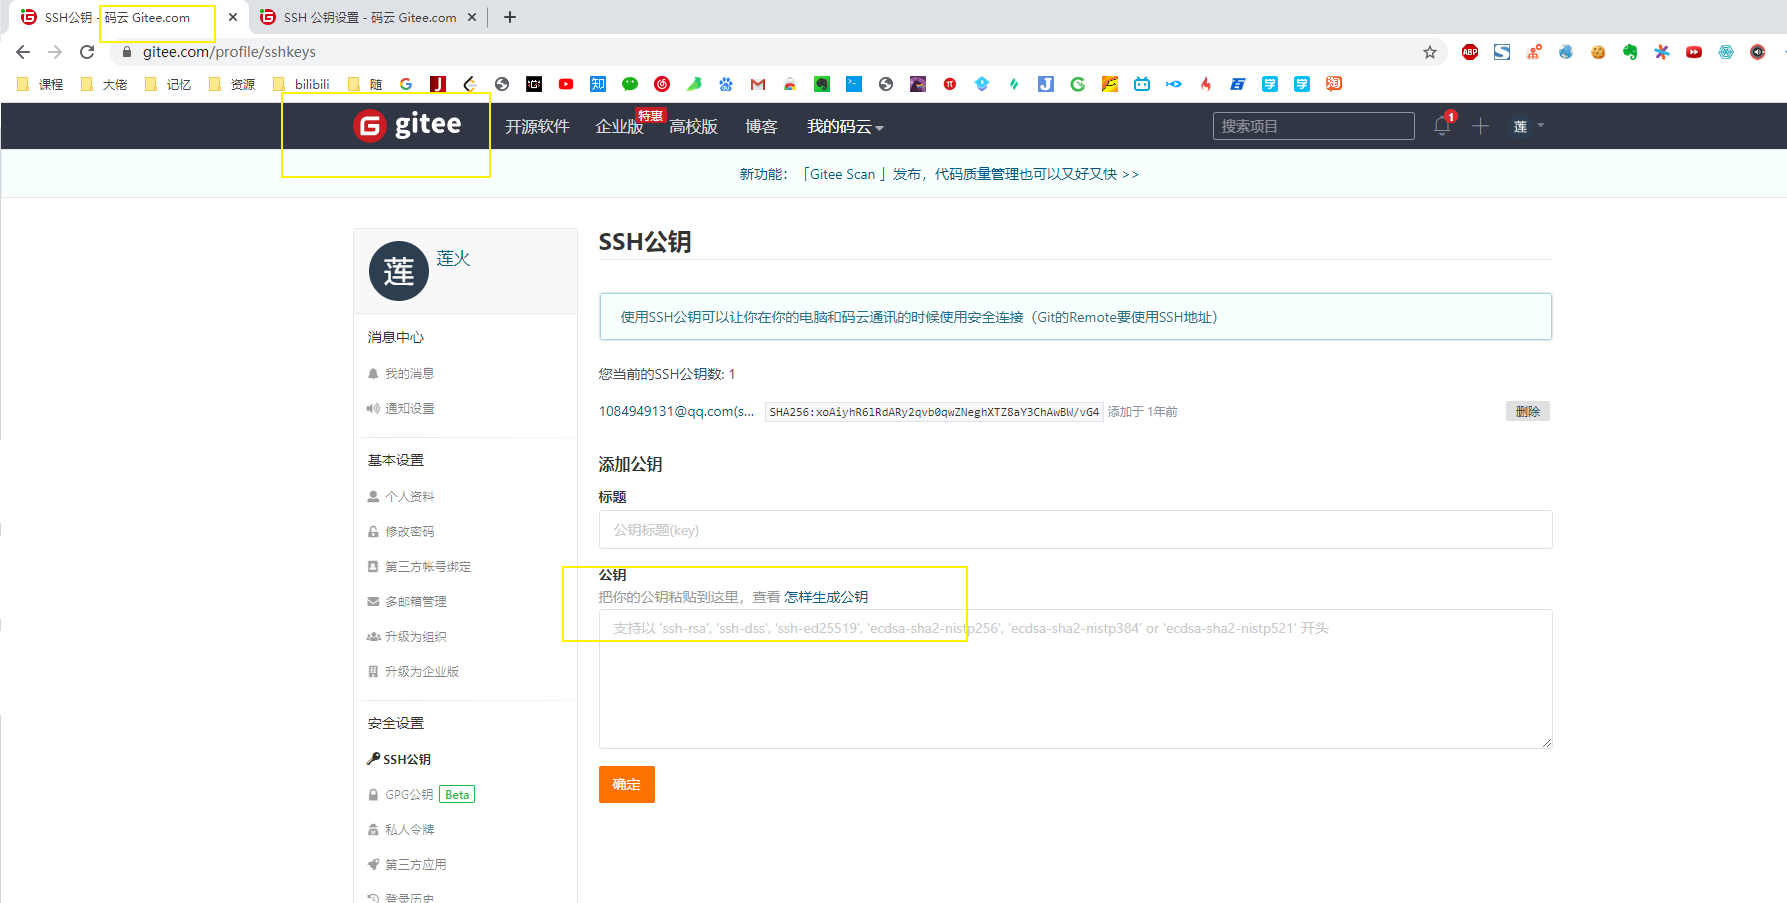 SSH公钥 - 码云 Gitee.com
SSH 公钥设置 - 码云 Gitee.com
gitee.com/profile/sshkeys
课程 大佬 记忆 资源 bilibili 随
gitee 开源软件 企业版 特惠 高校版 博客 我的码云 搜索项目 1 莲
新功能：「Gitee Scan 」发布，代码质量管理也可以又好又快 >>
莲 莲火
消息中心
我的消息
通知设置
基本设置
个人资料
修改密码
第三方帐号绑定
多邮箱管理
升级为组织
升级为企业版
安全设置
SSH公钥
GPG公钥 Beta
私人令牌
第三方应用
登录历史
SSH公钥
使用SSH公钥可以让你在你的电脑和码云通讯的时候使用安全连接（Git的Remote要使用SSH地址）
您当前的SSH公钥数: 1
1084949131@qq.com(s... SHA256:xoAiyhR6lRdARy2qvb0qwZNeghXTZ8aY3ChAwBW/vG4 添加于 1年前 删除
添加公钥
标题
公钥标题(key)
公钥
把你的公钥粘贴到这里，查看 怎样生成公钥
支持以 'ssh-rsa', 'ssh-dss', 'ssh-ed25519', 'ecdsa-sha2-nistp256', 'ecdsa-sha2-nistp384' or 'ecdsa-sha2-nistp521' 开头
确定